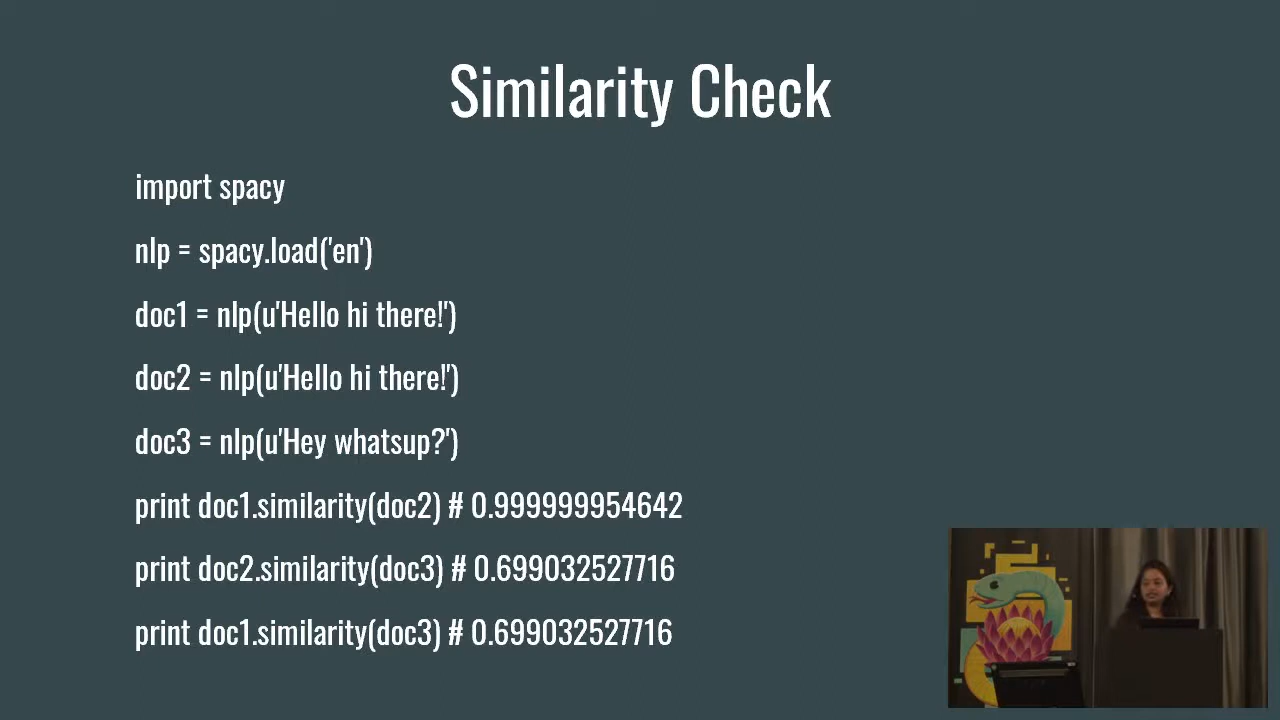 Similarity Check
import spacy
nlp = spacy.load('en')
doc1 = nlp(u'Hello hi there!')
doc2 = nlp(u'Hello hi there!')
doc3 = nlp(u'Hey whatsup?')
print doc1.similarity(doc2) # 0.999999954642
print doc2.similarity(doc3) # 0.699032527716
print doc1.similarity(doc3) # 0.699032527716